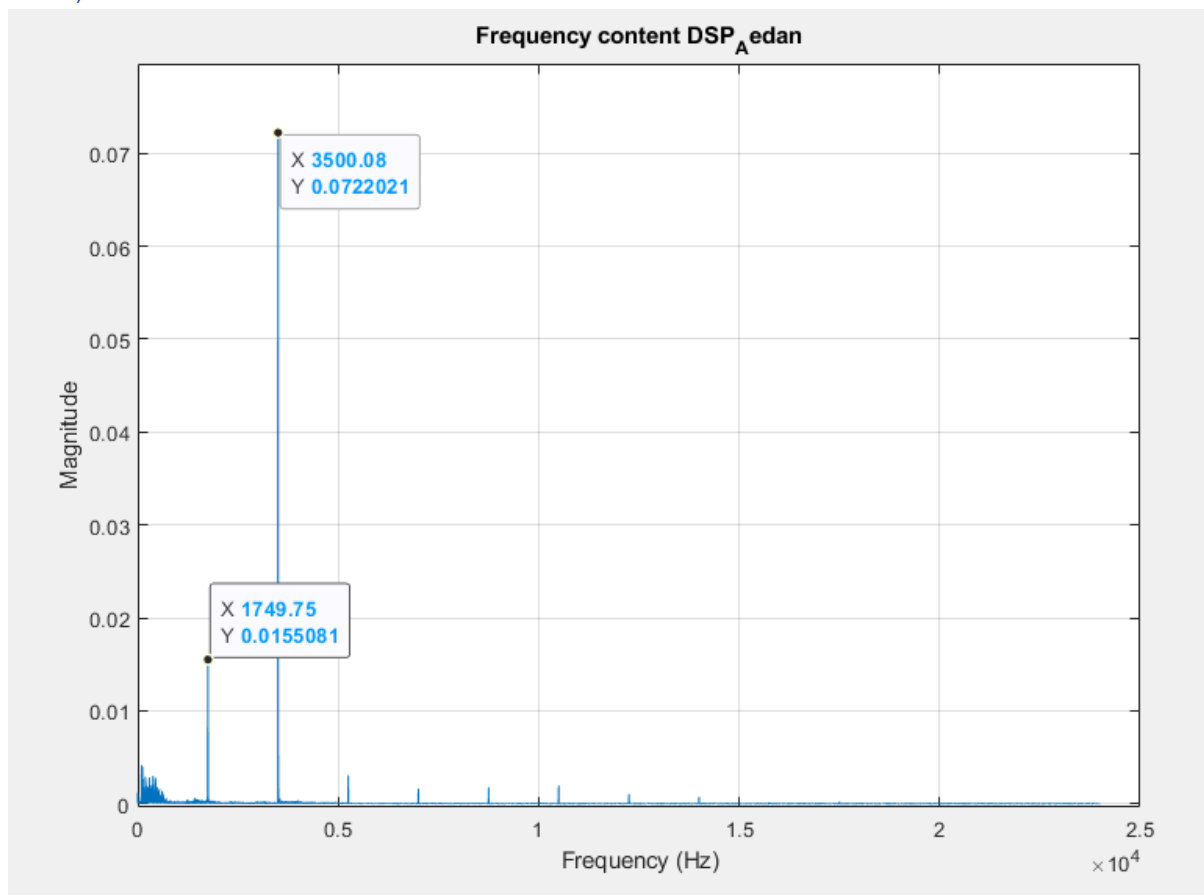 Frequency content DSP_Aedan
X 3500.08
Y 0.0722021
X 1749.75
Y 0.0155081
0.07
0.06
0.05
0.04
0.03
0.02
0.01
0
Magnitude
0 0.5 1 1.5 2 2.5
Frequency (Hz)
×10^4